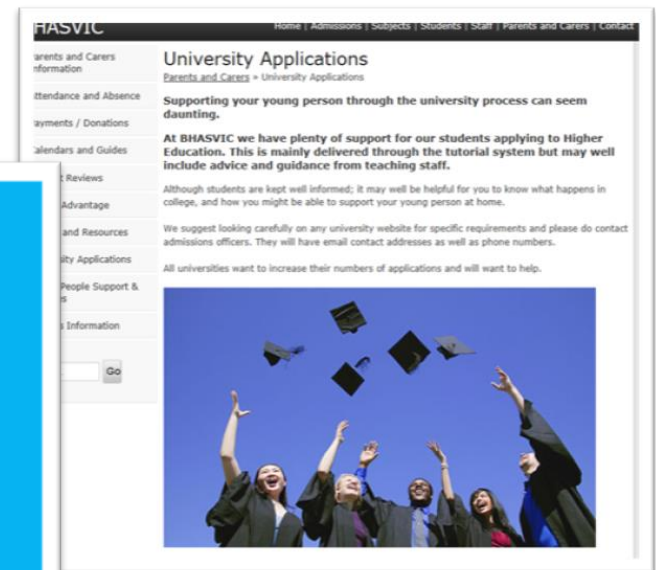 BHASVIC
Home | Admissions | Subjects | Students | Staff | Parents and Carers | Contact
Parents and Carers
Information
Attendance and Absence
Payments / Donations
Calendars and Guides
Reviews
Advantage
and Resources
Applications
People Support &
Information
Go
University Applications
Parents and Carers » University Applications
Supporting your young person through the university process can seem
daunting.
At BHASVIC we have plenty of support for our students applying to Higher
Education. This is mainly delivered through the tutorial system but may well
include advice and guidance from teaching staff.
Although students are kept well informed; it may well be helpful for you to know what happens in
college, and how you might be able to support your young person at home.
We suggest looking carefully on any university website for specific requirements and please do contact
admissions officers. They will have email contact addresses as well as phone numbers.
All universities want to increase their numbers of applications and will want to help.